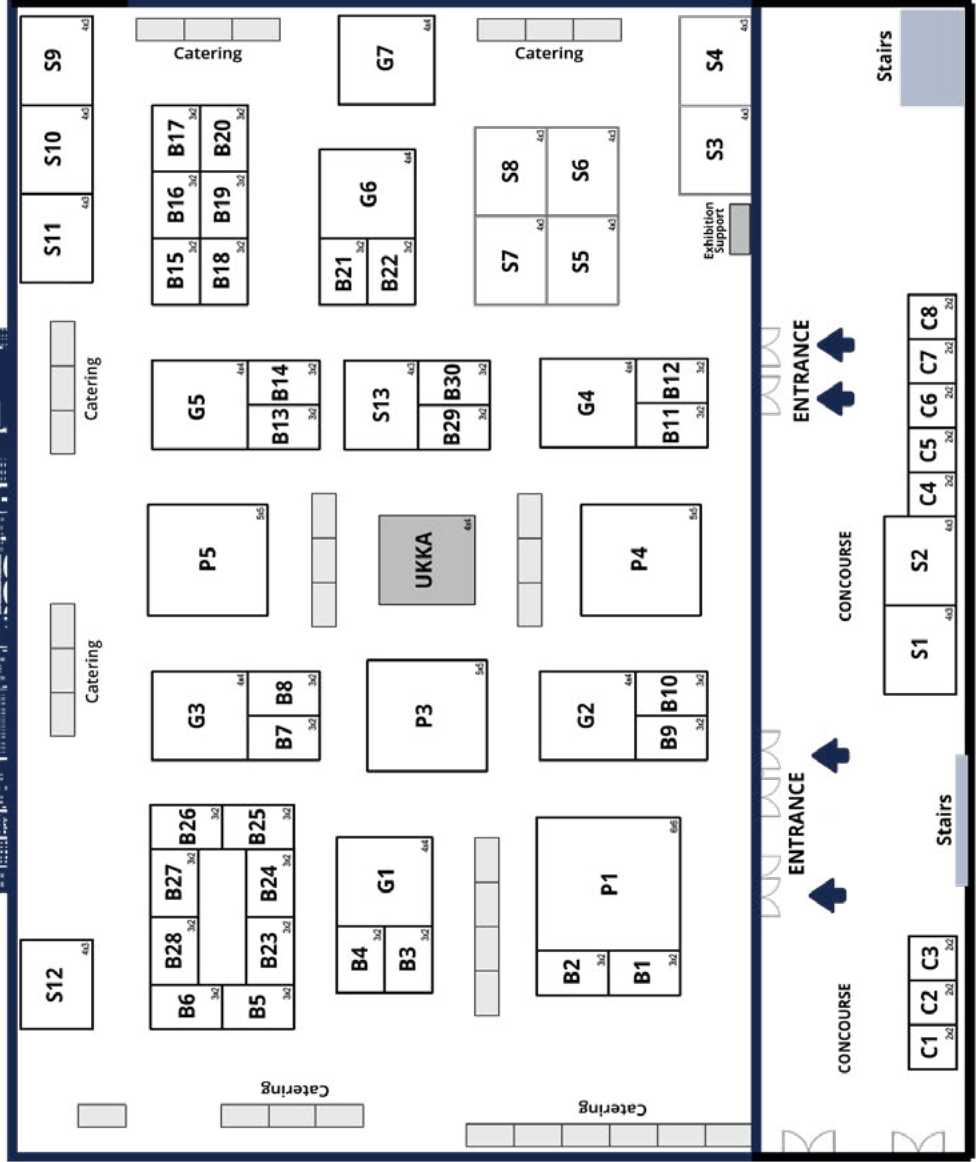 S9
4x3
Catering
G7
4x4
Catering
S4
4x3
Stairs
S10
4x3
B17
3x2
B20
3x2
S3
4x3
G6
4x4
S8
4x3
S6
4x3
B16
3x2
B19
3x2
S11
4x3
Exhibition
Support
B15
3x2
B18
3x2
B21
3x2
B22
3x2
S7
4x3
S5
4x3
C8
2x2
Catering
G5
4x4
B14
3x2
B13
3x2
S13
4x3
B30
3x2
B29
3x2
G4
4x4
B12
3x2
B11
3x2
ENTRANCE
C7
2x2
C6
2x2
C5
2x2
C4
2x2
P5
5x5
UKKA
4x4
P4
5x5
CONCOURSE
S2
4x3
S1
4x3
Catering
G3
4x4
B8
3x2
B7
3x2
P3
5x5
G2
4x4
B10
3x2
B9
3x2
ENTRANCE
Stairs
B26
3x2
B25
3x2
B27
3x2
B24
3x2
G1
4x4
P1
6x6
B28
3x2
B23
3x2
B4
3x2
B3
3x2
B2
3x2
B1
3x2
S12
4x3
B6
3x2
B5
3x2
CONCOURSE
C3
2x2
C2
2x2
C1
2x2
Catering
Catering